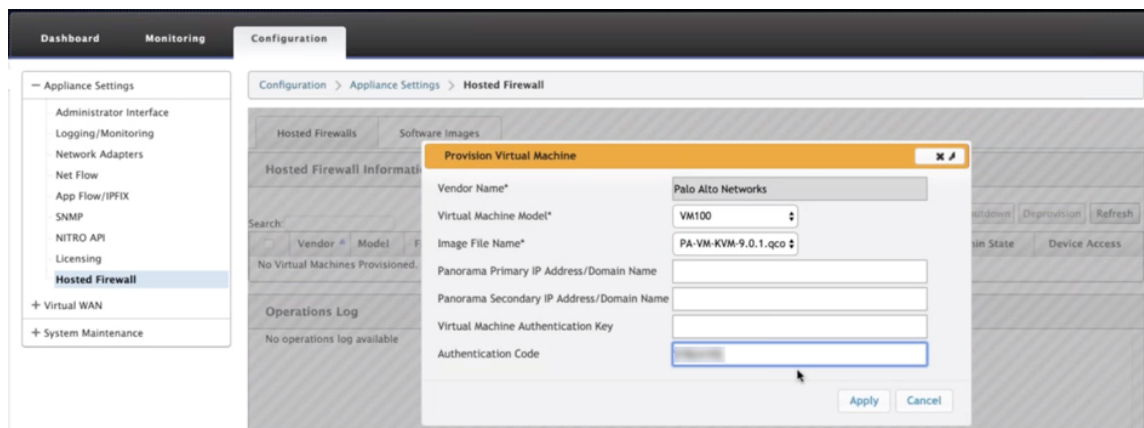 Dashboard Monitoring Configuration
Appliance Settings
Configuration > Appliance Settings > Hosted Firewall
Administrator Interface
Logging/Monitoring
Network Adapters
Net Flow
App Flow/IPFIX
SNMP
NITRO API
Licensing
Hosted Firewall
+ Virtual WAN
+ System Maintenance
Hosted Firewalls Software Images
Hosted Firewall
Search:
Shutdown Deprovision Refresh
Vendor Model State Device Access
No Virtual Machines Provisioned.
Operations Log
No operations log available
Provision Virtual Machine
Vendor Name* Palo Alto Networks
Virtual Machine Model* VM100
Image File Name* PA-VM-KVM-9.0.1.qco
Panorama Primary IP Address/Domain Name
Panorama Secondary IP Address/Domain Name
Virtual Machine Authentication Key
Authentication Code
Apply Cancel